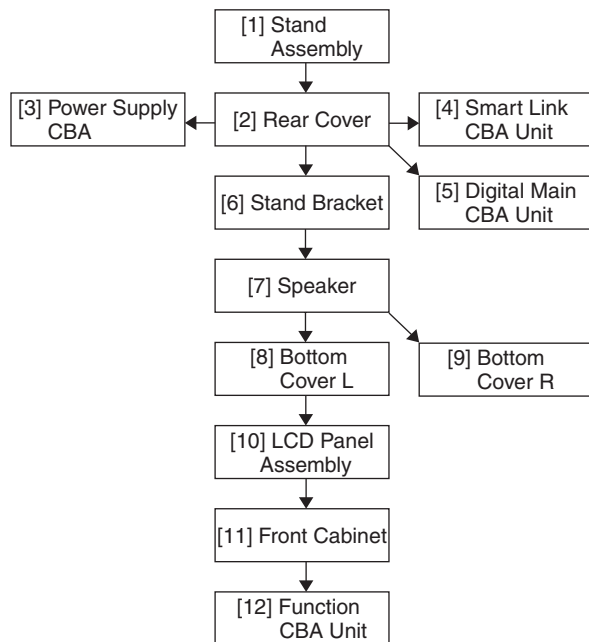 [1] Stand
Assembly
[3] Power Supply
CBA
[2] Rear Cover
[4] Smart Link
CBA Unit
[5] Digital Main
CBA Unit
[6] Stand Bracket
[7] Speaker
[8] Bottom
Cover L
[9] Bottom
Cover R
[10] LCD Panel
Assembly
[11] Front Cabinet
[12] Function
CBA Unit